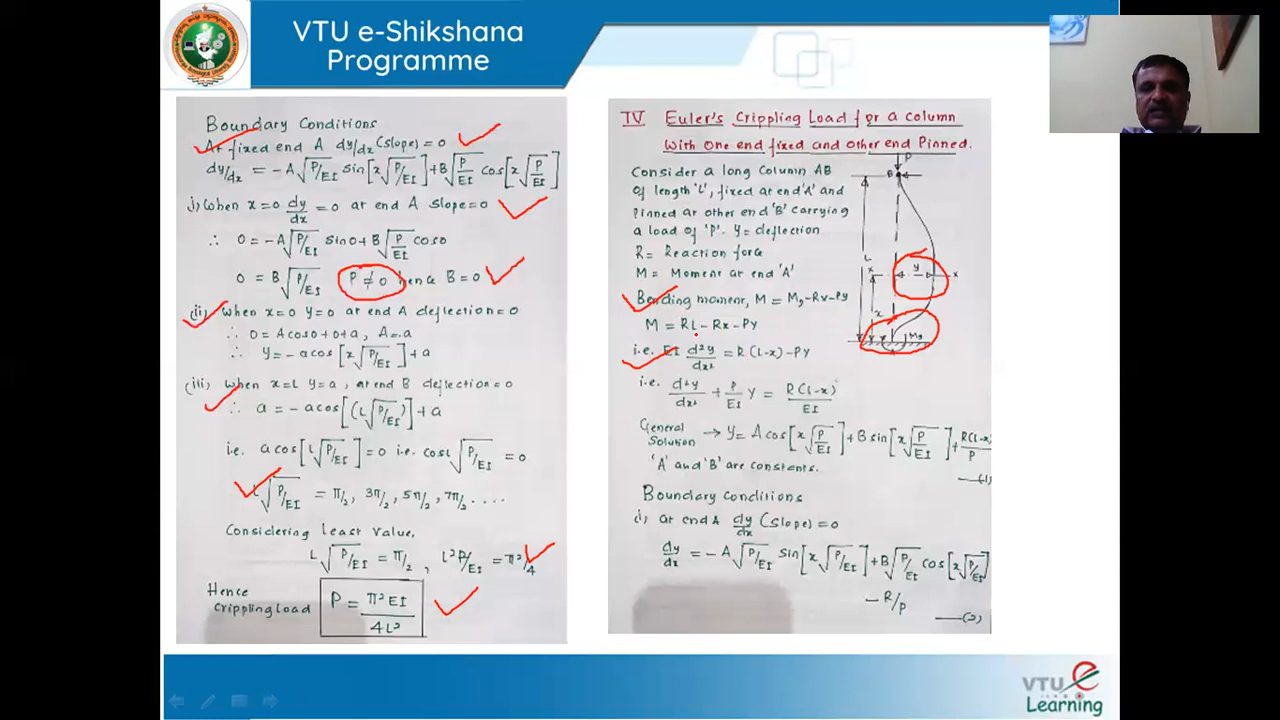 VTU e-Shikshana
Programme
Boundary Conditions
At fixed end A dy/dx (slope) = 0
dy/dx = -A√P/EI sin[x√P/EI] + B√P/EI cos[x√P/EI]
i) When x=0 dy/dx = 0 at end A slope=0
∴ 0 = -A√P/EI sin0 + B√P/EI cos0
0 = B√P/EI P ≠ 0 hence B = 0
(ii) when x=0 y=0 at end A deflection=0
∴ 0 = A cos0 + 0 + a, A = -a
∴ y = -a cos[x√P/EI] + a
(iii) when x=L y=a, at end B deflection=0
∴ a = -a cos[(L√P/EI)] + a
i.e. a cos[L√P/EI] = 0 i.e. cos L√P/EI = 0
L√P/EI = π/2, 3π/2, 5π/2, 7π/2 ....
Considering least value,
L√P/EI = π/2, L²P/EI = π²/4
Hence
Crippling Load P = π²EI/4L²
IV Euler's Crippling Load for a column
with One end fixed and other end Pinned.
Consider a long Column AB
of length 'L', fixed at end 'A' and
Pinned at other end 'B' carrying
a load of 'P'. y = deflection
R = Reaction force
M = Moment at end 'A'
Bending moment, M = M₀-Rx-Py
M = RL - Rx - Py
i.e. EI d²y/dx² = R(L-x) - Py
i.e. d²y/dx² + P/EI y = R(L-x)/EI
General
Solution → y = A cos[x√P/EI] + B sin[x√P/EI] + R(L-x)/P
'A' and 'B' are constants. —(1)
Boundary conditions
(i) at end A dy/dx (slope) = 0
dy/dx = -A√P/EI sin[x√P/EI] + B√P/EI cos[x√P/EI]
- R/P
—(2)
P
B
L
y
x
x
x
M₀
VTU e
Learning